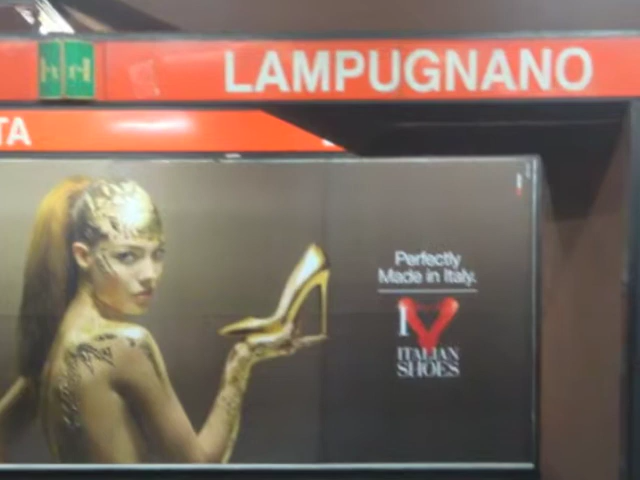 LAMPUGNANO
TA
Perfectly
Made in Italy.
I
ITALIAN
SHOES